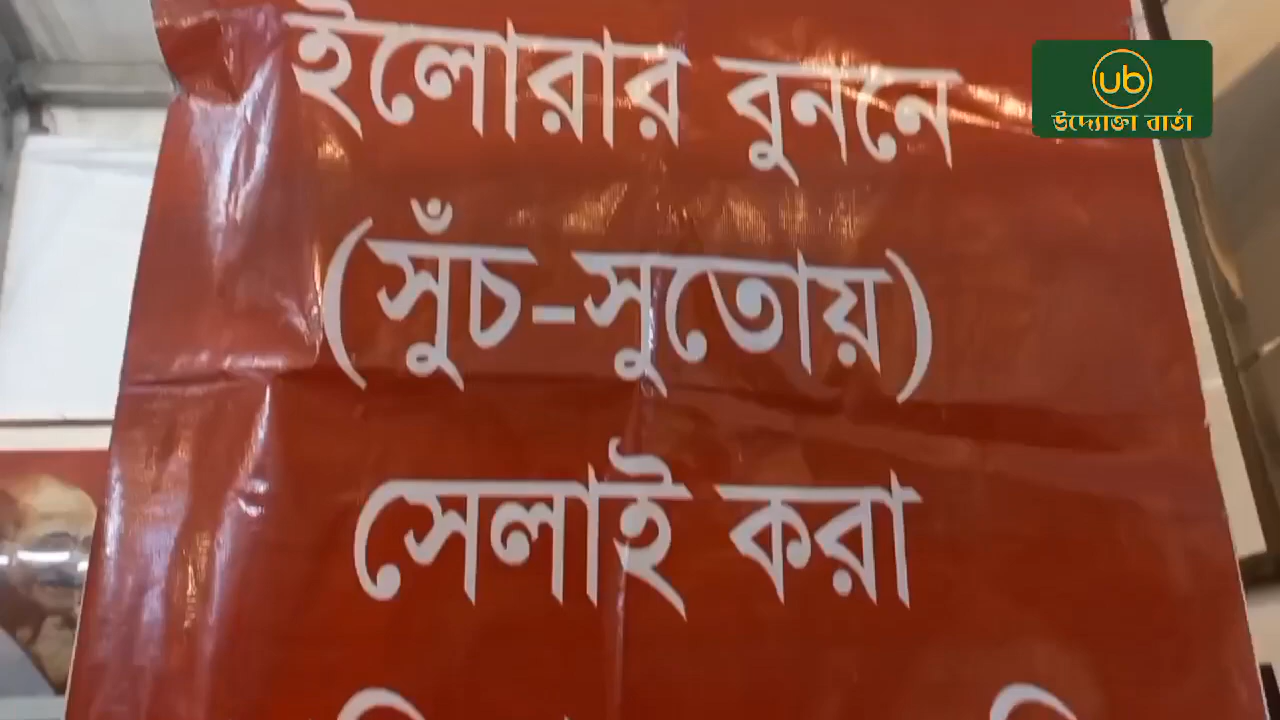 ইলোরার বুননে
ub
উদ্যোক্তা বার্তা
(সুঁচ-সুতোয়)
সেলাই করা